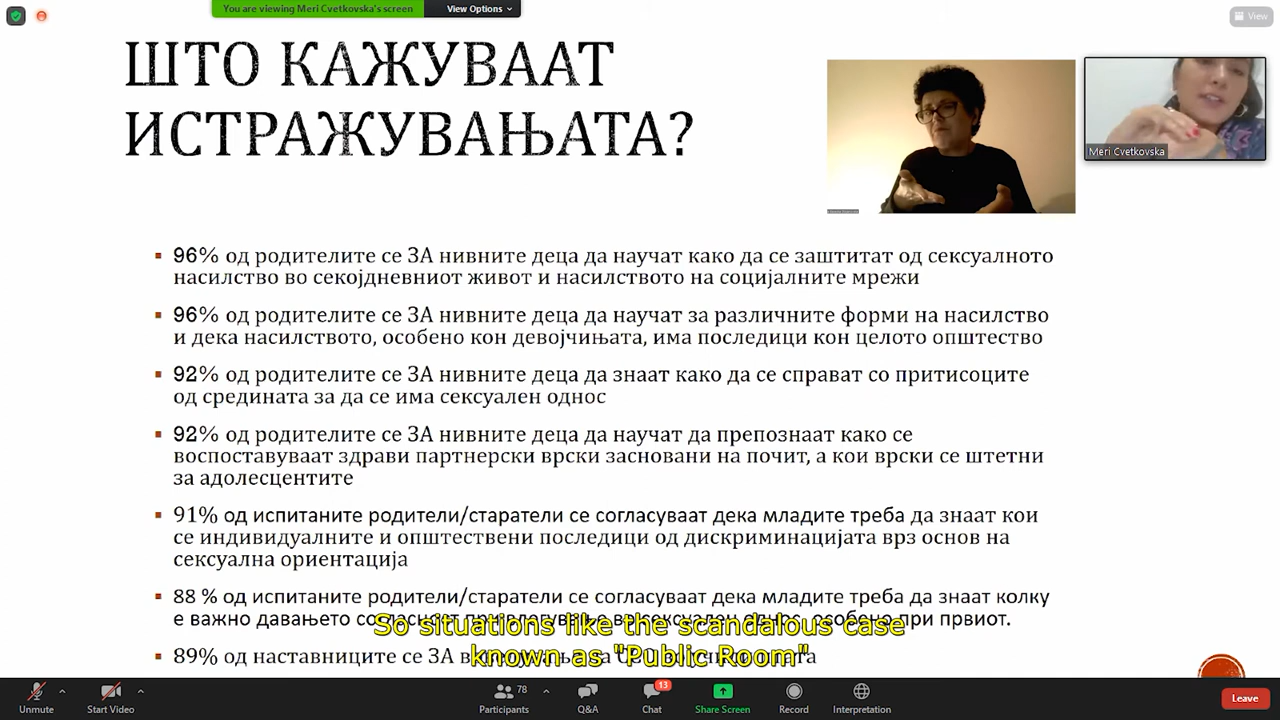 You are viewing Meri Cvetkovska's screen
View Options
View
ШТО КАЖУВААТ
ИСТРАЖУВАЊАТА?
Meri Cvetkovska
96% од родителите се ЗА нивните деца да научат како да се заштитат од сексуалното
насилство во секојдневниот живот и насилството на социјалните мрежи
96% од родителите се ЗА нивните деца да научат за различните форми на насилство
и дека насилството, особено кон девојчињата, има последици кон целото општество
92% од родителите се ЗА нивните деца да знаат како да се справат со притисоците
од средината за да се има сексуален однос
92% од родителите се ЗА нивните деца да научат да препознаат како се
воспоставуваат здрави партнерски врски засновани на почит, а кои врски се штетни
за адолесцентите
91% од испитаните родители/старатели се согласуваат дека младите треба да знаат кои
се индивидуалните и општествени последици од дискриминацијата врз основ на
сексуална ориентација
88 % од испитаните родители/старатели се согласуваат дека младите треба да знаат колку
е важно давањето особено при првиот.
So situations like the scandalous case
known as "Public Room"
89% од наставниците се ЗА
Unmute
Start Video
78
Participants
Q&A
13
Chat
Share Screen
Record
Interpretation
Leave